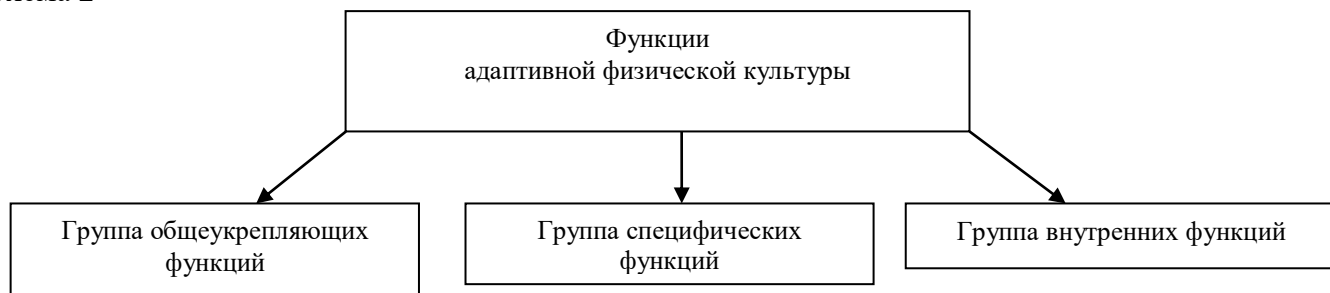 Функции
адаптивной физической культуры
Группа общеукрепляющих
функций
Группа специфических
функций
Группа внутренних функций